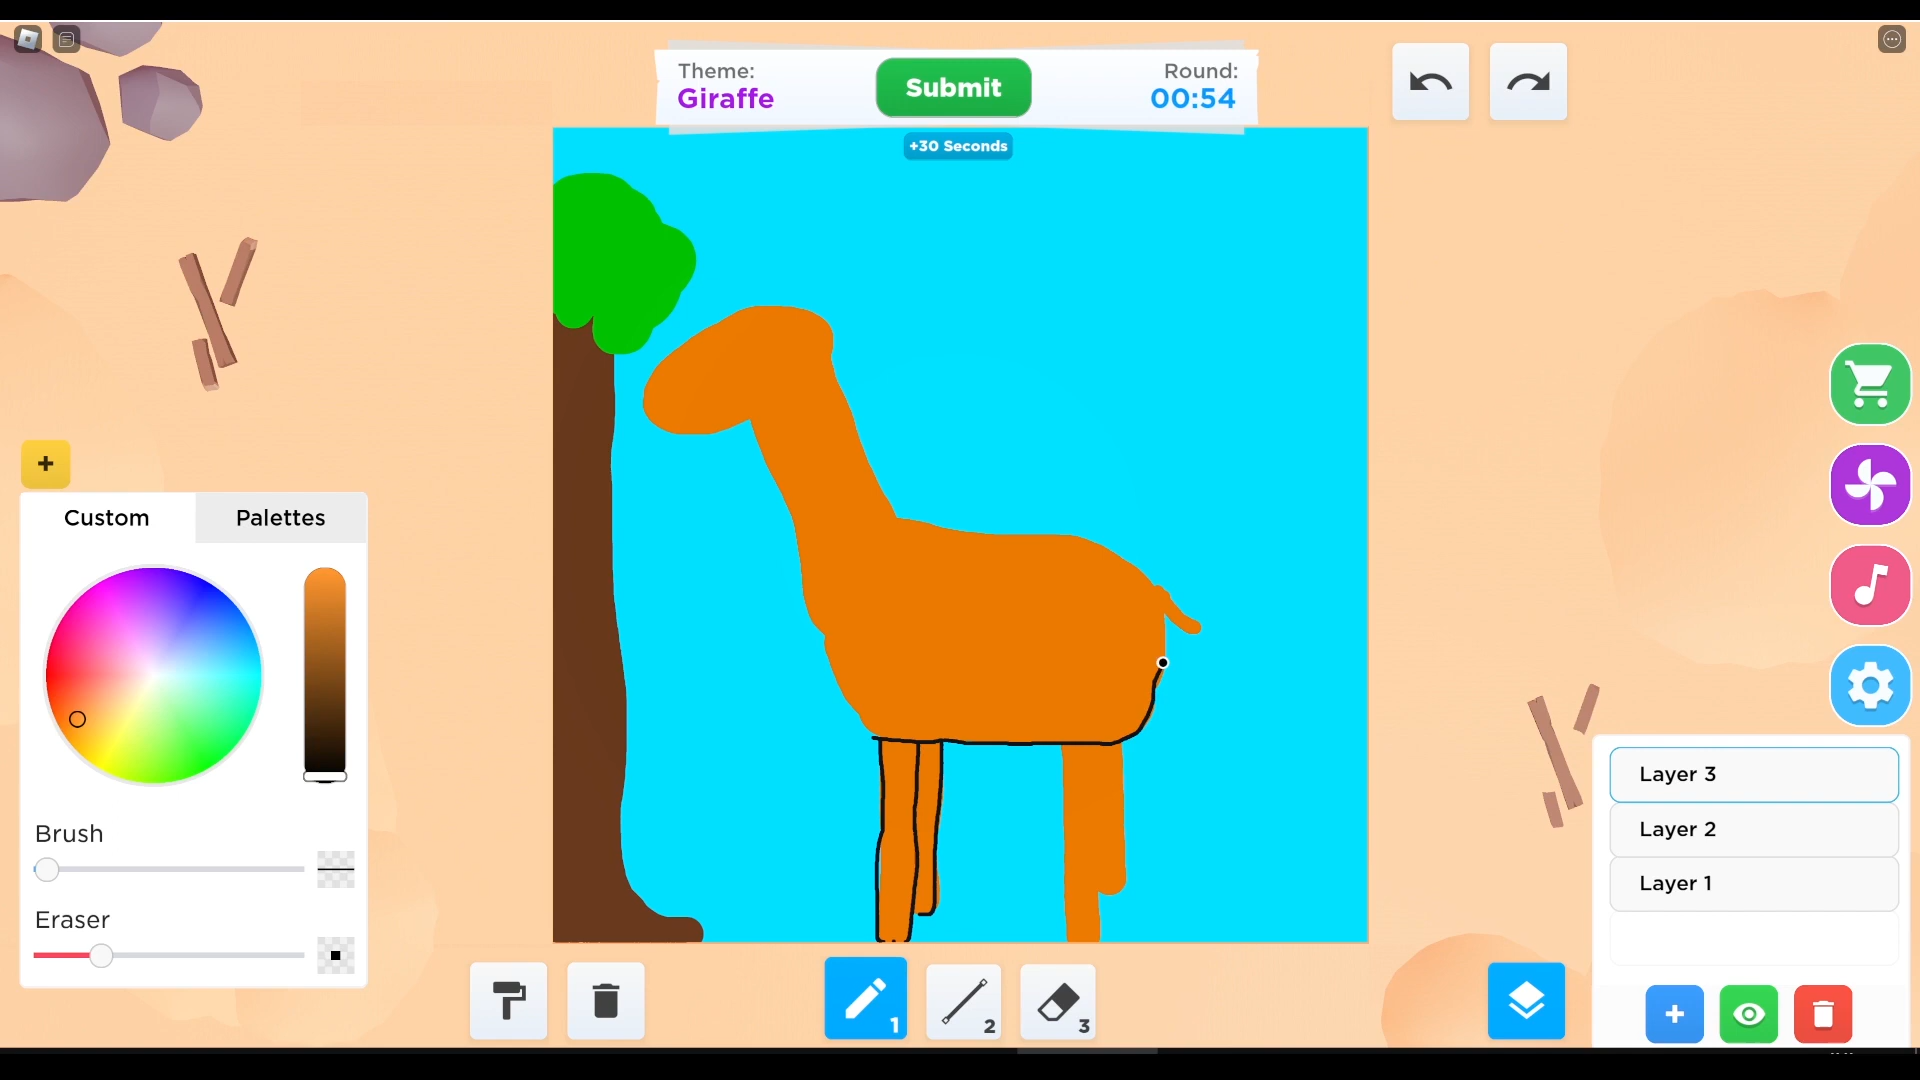 Theme:
Giraffe
Submit
Round:
00:54
+30 Seconds
+
Custom
Palettes
Brush
Eraser
1
2
3
Layer 3
Layer 2
Layer 1
+